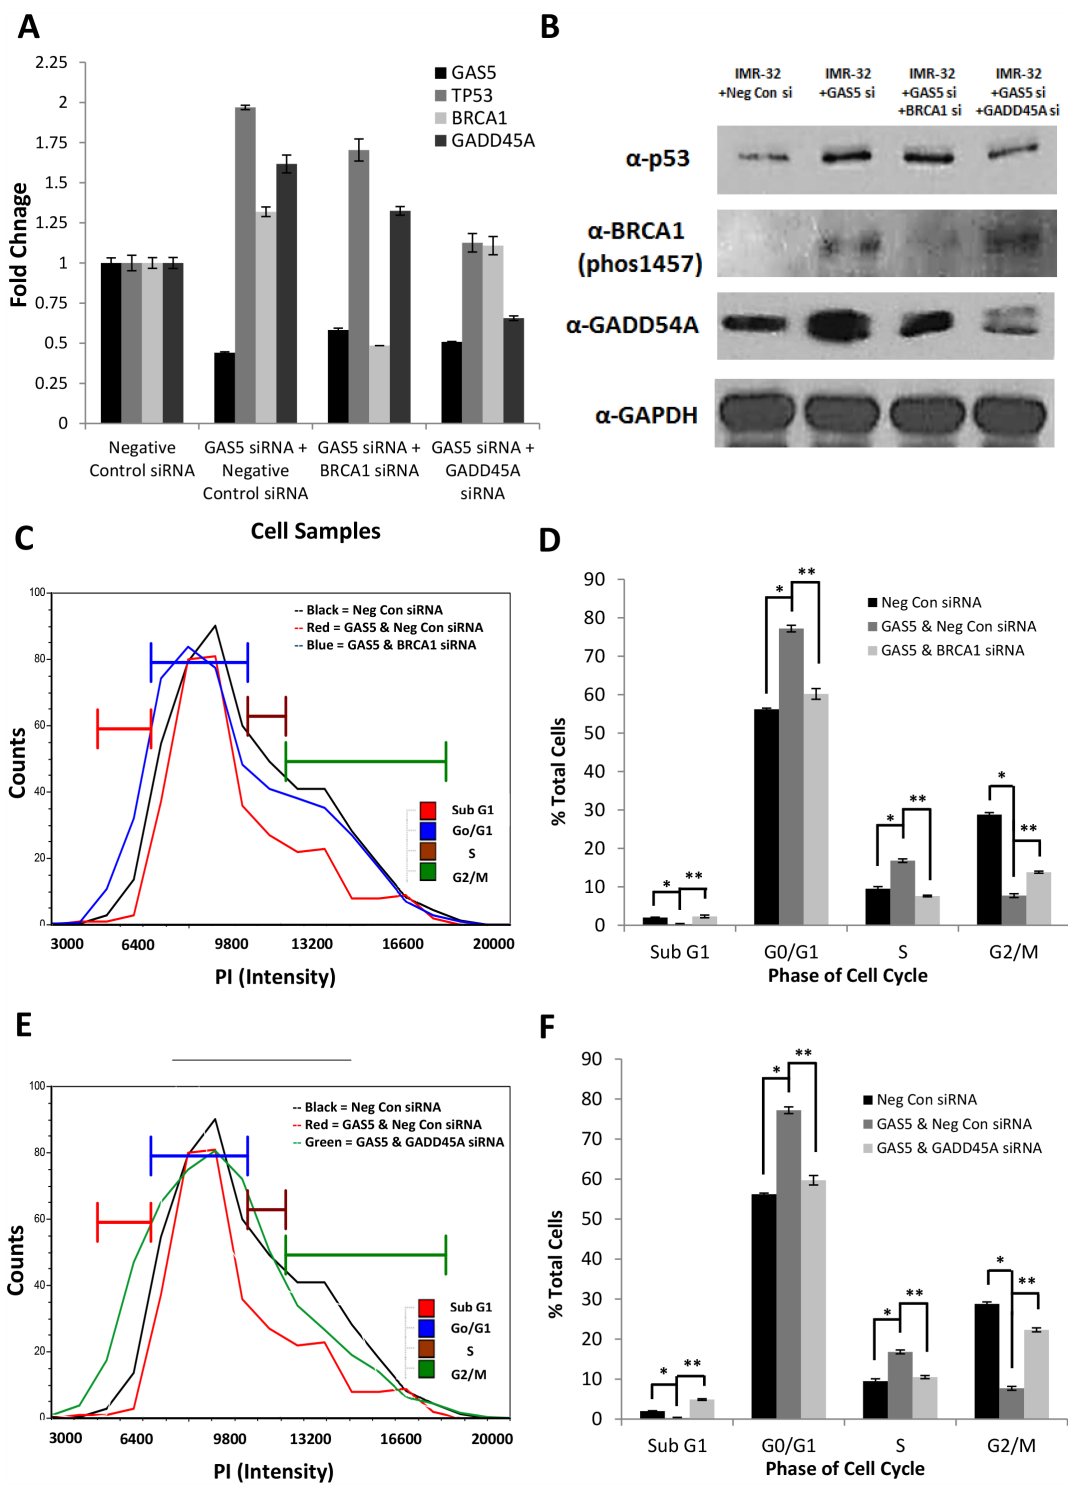 A
2.25
2
1.75
1.5
1.25
1
0.75
0.5
0.25
0
Fold Chnage
GAS5
TP53
BRCA1
GADD45A
Negative
Control siRNA
GAS5 siRNA +
Negative
Control siRNA
GAS5 siRNA +
BRCA1 siRNA
GAS5 siRNA +
GADD45A
siRNA
Cell Samples
B
IMR-32
+Neg Con si
IMR-32
+GAS5 si
IMR-32
+GAS5 si
+BRCA1 si
IMR-32
+GAS5 si
+GADD45A si
α-p53
α-BRCA1
(phos1457)
α-GADD54A
α-GAPDH
C
100
80
60
40
20
0
Counts
-- Black = Neg Con siRNA
-- Red = GAS5 & Neg Con siRNA
-- Blue = GAS5 & BRCA1 siRNA
Sub G1
Go/G1
S
G2/M
3000 6400 9800 13200 16600 20000
PI (Intensity)
D
90
80
70
60
50
40
30
20
10
0
% Total Cells
Neg Con siRNA
GAS5 & Neg Con siRNA
GAS5 & BRCA1 siRNA
* **
* **
* **
* **
Sub G1 G0/G1 S G2/M
Phase of Cell Cycle
E
100
80
60
40
20
0
Counts
-- Black = Neg Con siRNA
-- Red = GAS5 & Neg Con siRNA
-- Green = GAS5 & GADD45A siRNA
Sub G1
Go/G1
S
G2/M
3000 6400 9800 13200 16600 20000
PI (Intensity)
F
90
80
70
60
50
40
30
20
10
0
% Total Cells
Neg Con siRNA
GAS5 & Neg Con siRNA
GAS5 & GADD45A siRNA
* **
* **
* **
* **
Sub G1 G0/G1 S G2/M
Phase of Cell Cycle